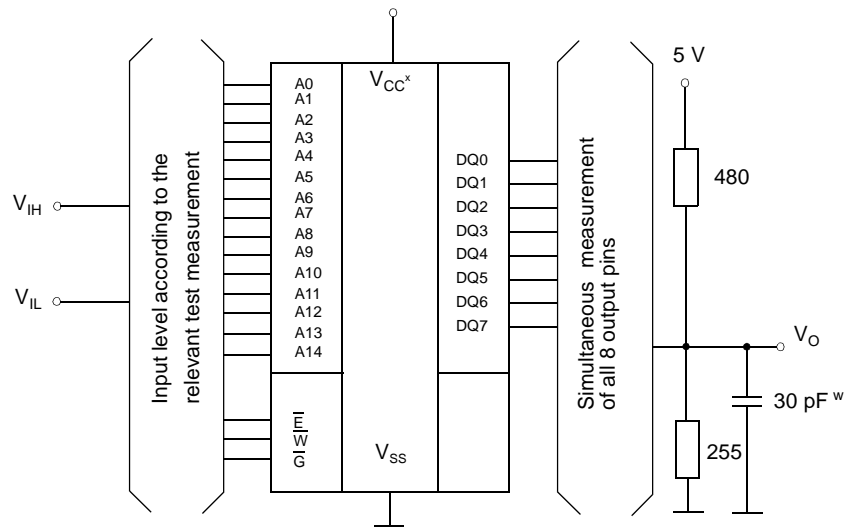 V_IH
V_IL
Input level according to the
relevant test measurement
A0
A1
A2
A3
A4
A5
A6
A7
A8
A9
A10
A11
A12
A13
A14
E̅
W̅
G̅
V_CC^x
V_SS
DQ0
DQ1
DQ2
DQ3
DQ4
DQ5
DQ6
DQ7
Simultaneous measurement
of all 8 output pins
5 V
480
V_O
30 pF ^w
255